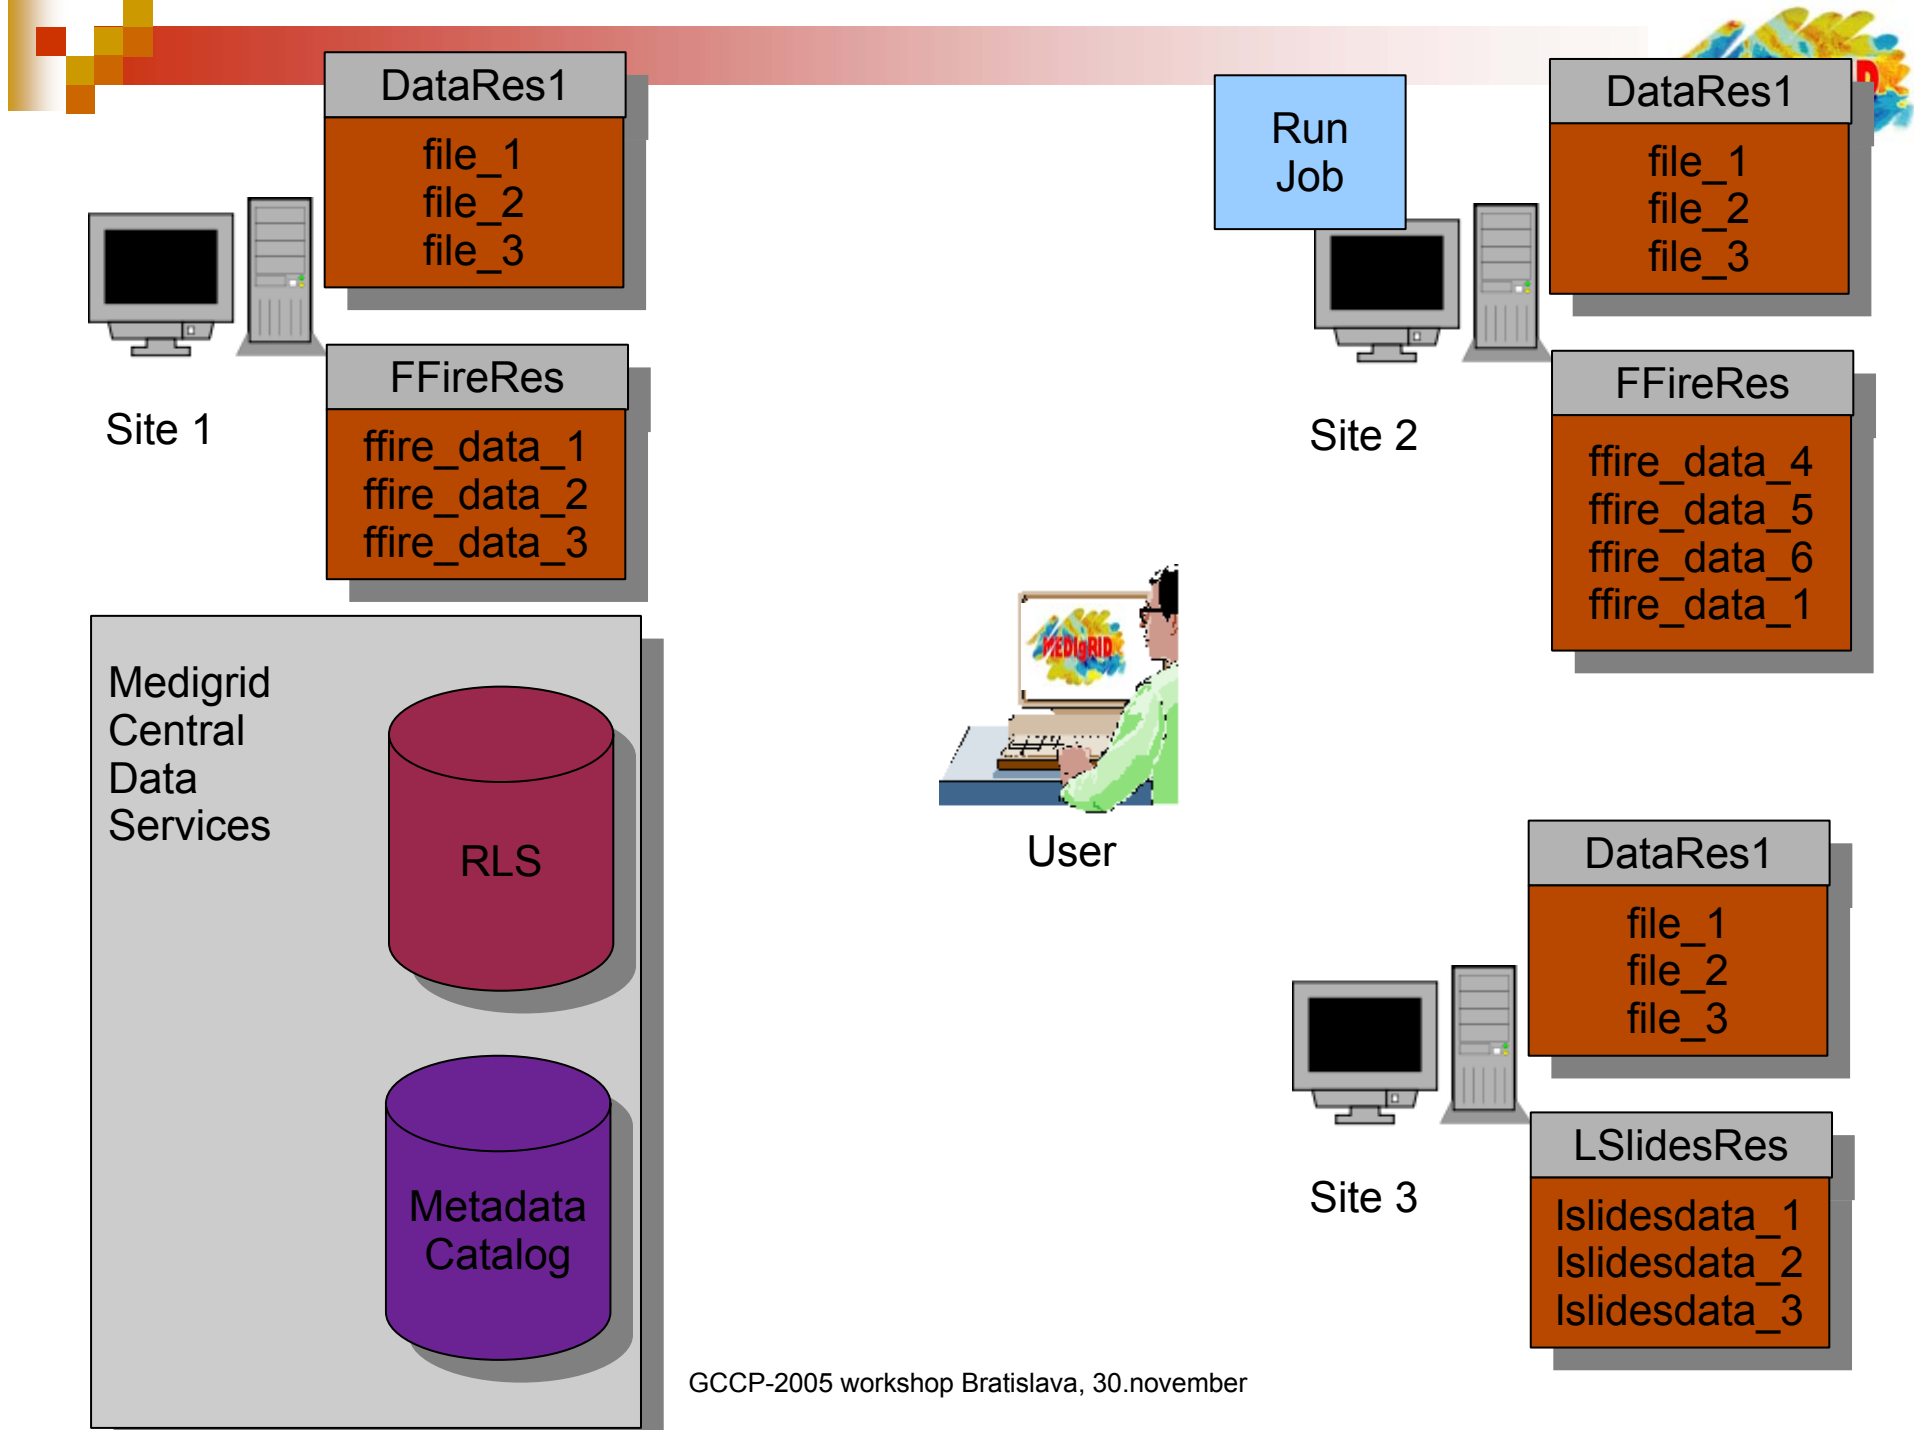 DataRes1
file_1
file_2
file_3
FFireRes
ffire_data_1
ffire_data_2
ffire_data_3
Site 1
Medigrid
Central
Data
Services
RLS
Metadata
Catalog
MEDIgRID
User
Run
Job
DataRes1
file_1
file_2
file_3
Site 2
FFireRes
ffire_data_4
ffire_data_5
ffire_data_6
ffire_data_1
DataRes1
file_1
file_2
file_3
Site 3
LSlidesRes
lslidesdata_1
lslidesdata_2
lslidesdata_3
GCCP-2005 workshop Bratislava, 30.november